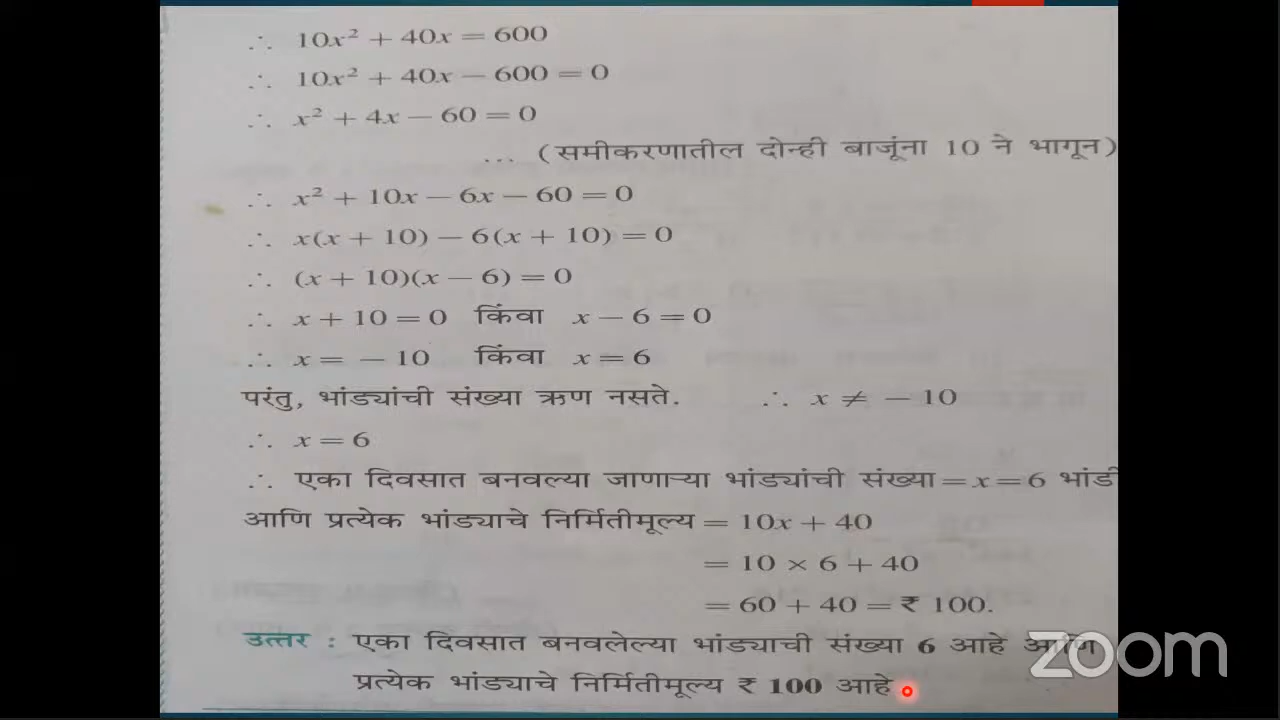 ∴ 10x² + 40x = 600
∴ 10x² + 40x − 600 = 0
∴ x² + 4x − 60 = 0
... (समीकरणातील दोन्ही बाजूंना 10 ने भागून)
∴ x² + 10x − 6x − 60 = 0
∴ x(x + 10) − 6(x + 10) = 0
∴ (x + 10)(x − 6) = 0
∴ x + 10 = 0 किंवा x − 6 = 0
∴ x = − 10 किंवा x = 6
परंतु, भांड्यांची संख्या ऋण नसते. ∴ x ≠ − 10
∴ x = 6
∴ एका दिवसात बनवल्या जाणाऱ्या भांड्यांची संख्या = x = 6 भांडी
आणि प्रत्येक भांड्याचे निर्मितीमूल्य = 10x + 40
= 10 × 6 + 40
= 60 + 40 = ₹ 100.
उत्तर : एका दिवसात बनवलेल्या भांड्याची संख्या 6 आहे आणि
प्रत्येक भांड्याचे निर्मितीमूल्य ₹ 100 आहे
zoom